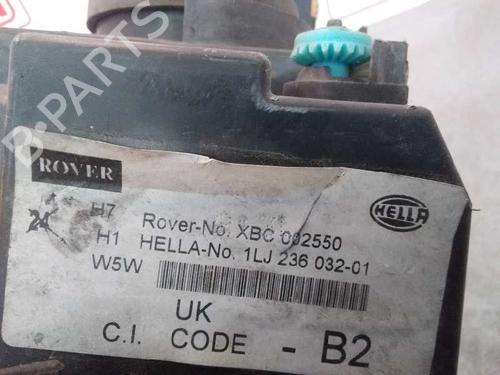 B-PARTS
ROVER
HELLA
24
H7 Rover-No. XBC 002550
H1 HELLA-No. 1LJ 236 032-01
W5W
UK
C.I. CODE - B2